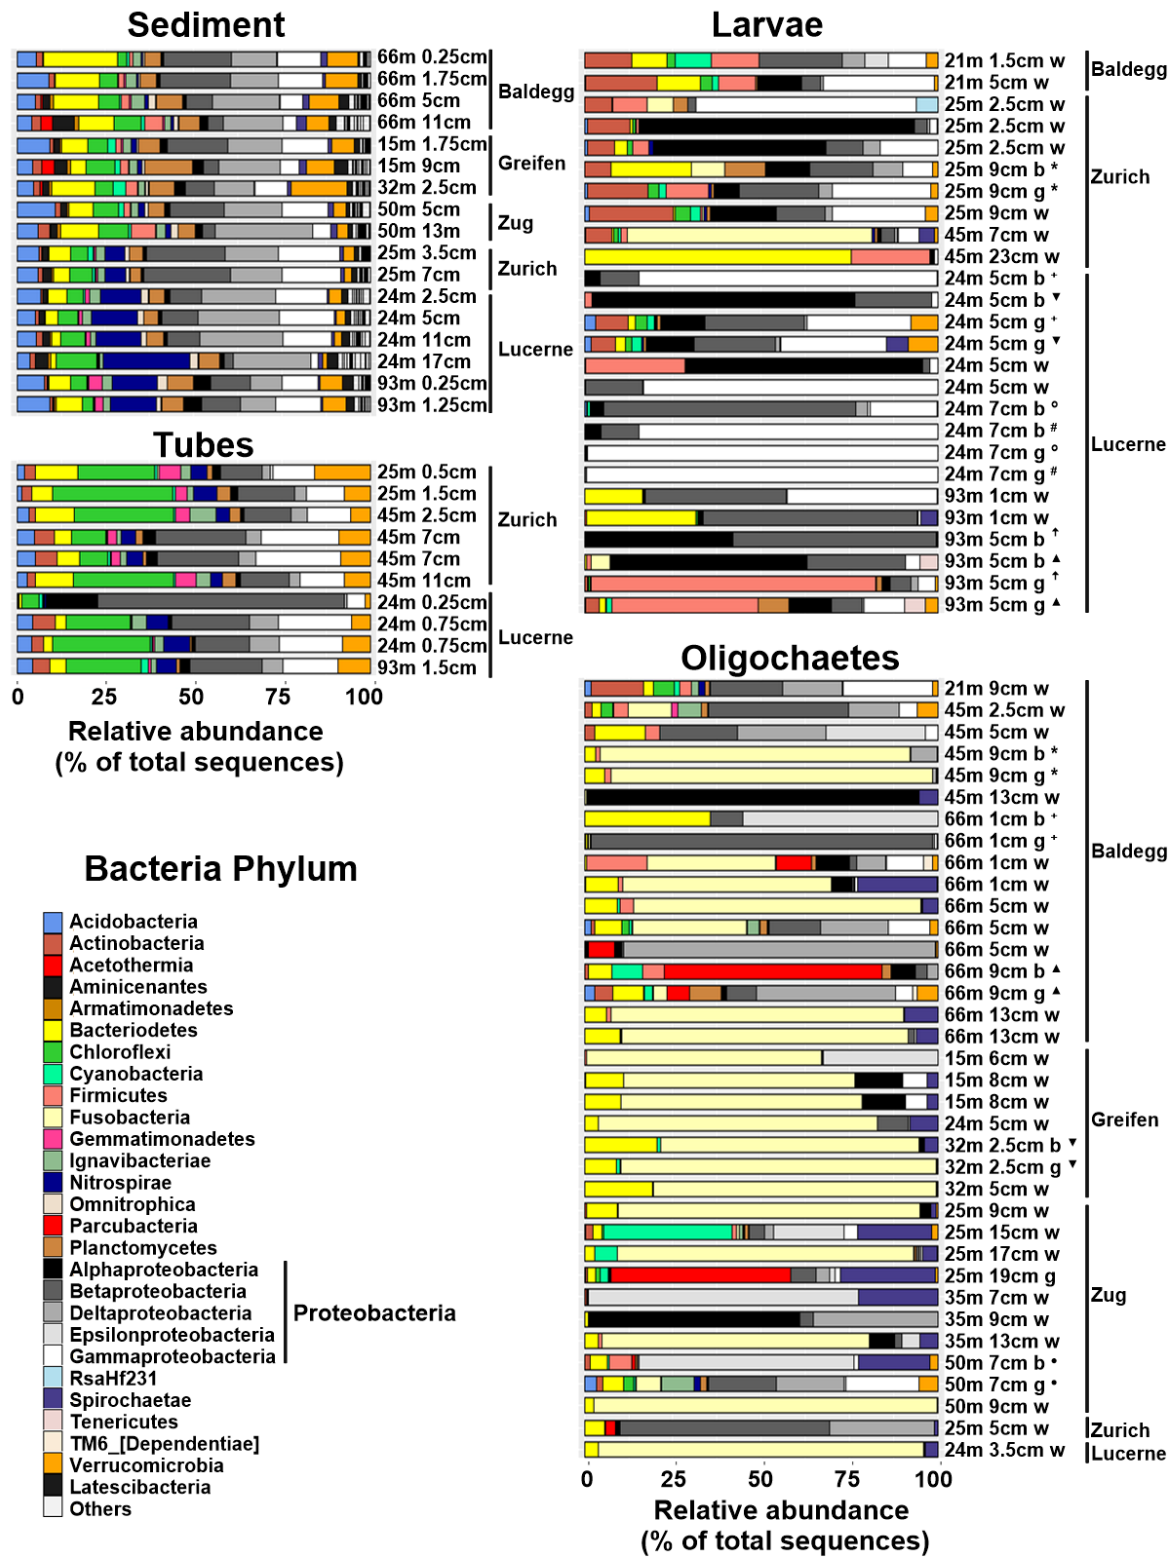 Sediment
66m 0.25cm
66m 1.75cm
66m 5cm
66m 11cm
Baldegg
15m 1.75cm
15m 9cm
32m 2.5cm
Greifen
50m 5cm
50m 13m
Zug
25m 3.5cm
25m 7cm
Zurich
24m 2.5cm
24m 5cm
24m 11cm
24m 17cm
93m 0.25cm
93m 1.25cm
Lucerne
Tubes
25m 0.5cm
25m 1.5cm
45m 2.5cm
45m 7cm
45m 7cm
45m 11cm
Zurich
24m 0.25cm
24m 0.75cm
24m 0.75cm
93m 1.5cm
Lucerne
0 25 50 75 100
Relative abundance
(% of total sequences)
Bacteria Phylum
Acidobacteria
Actinobacteria
Acetothermia
Aminicenantes
Armatimonadetes
Bacteriodetes
Chloroflexi
Cyanobacteria
Firmicutes
Fusobacteria
Gemmatimonadetes
Ignavibacteriae
Nitrospirae
Omnitrophica
Parcubacteria
Planctomycetes
Alphaproteobacteria
Betaproteobacteria
Deltaproteobacteria
Epsilonproteobacteria
Gammaproteobacteria
Proteobacteria
RsaHf231
Spirochaetae
Tenericutes
TM6_[Dependentiae]
Verrucomicrobia
Latescibacteria
Others
Larvae
21m 1.5cm w
21m 5cm w
Baldegg
25m 2.5cm w
25m 2.5cm w
25m 2.5cm w
25m 9cm b *
25m 9cm g *
25m 9cm w
45m 7cm w
45m 23cm w
Zurich
24m 5cm b +
24m 5cm b ▼
24m 5cm g +
24m 5cm g ▼
24m 5cm w
24m 5cm w
24m 7cm b °
24m 7cm b #
24m 7cm g °
24m 7cm g #
93m 1cm w
93m 1cm w
93m 5cm b ↑
93m 5cm b ▲
93m 5cm g ↑
93m 5cm g ▲
Lucerne
Oligochaetes
21m 9cm w
45m 2.5cm w
45m 5cm w
45m 9cm b *
45m 9cm g *
45m 13cm w
66m 1cm b +
66m 1cm g +
66m 1cm w
66m 1cm w
66m 5cm w
66m 5cm w
66m 5cm w
66m 9cm b ▲
66m 9cm g ▲
66m 13cm w
66m 13cm w
Baldegg
15m 6cm w
15m 8cm w
15m 8cm w
24m 5cm w
32m 2.5cm b ▼
32m 2.5cm g ▼
32m 5cm w
Greifen
25m 9cm w
25m 15cm w
25m 17cm w
25m 19cm g
35m 7cm w
35m 9cm w
35m 13cm w
50m 7cm b •
50m 7cm g •
50m 9cm w
Zug
25m 5cm w
Zurich
24m 3.5cm w
Lucerne
0 25 50 75 100
Relative abundance
(% of total sequences)